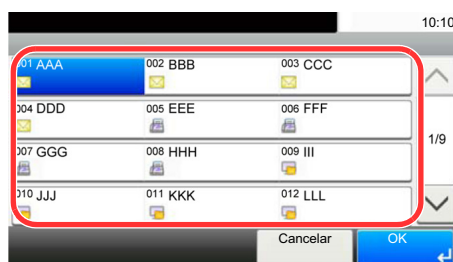 10:10
001 AAA 002 BBB 003 CCC
004 DDD 005 EEE 006 FFF
1/9
007 GGG 008 HHH 009 III
010 JJJ 011 KKK 012 LLL
Cancelar OK